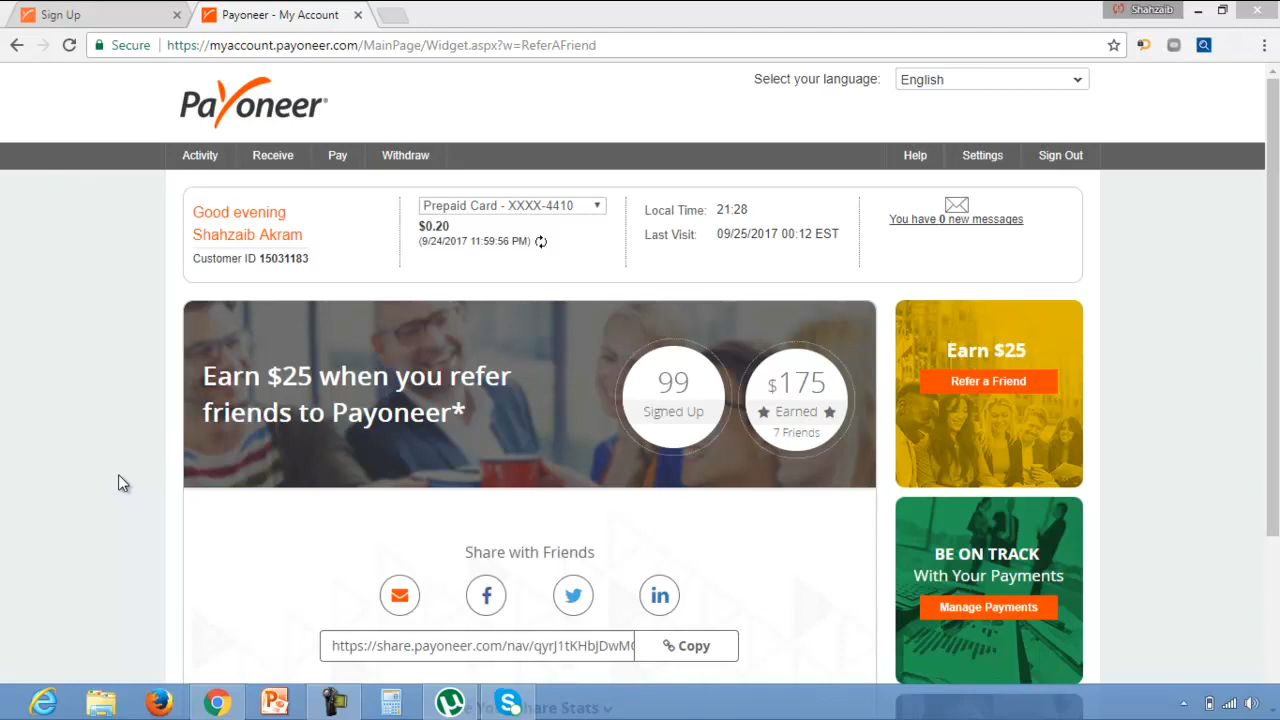 Sign Up
Payoneer - My Account
Shahzaib
Secure
https://myaccount.payoneer.com/MainPage/Widget.aspx?w=ReferAFriend
Payoneer
Select your language:
English
Activity
Receive
Pay
Withdraw
Help
Settings
Sign Out
Good evening
Shahzaib Akram
Customer ID 15031183
Prepaid Card - XXXX-4410
$0.20
(9/24/2017 11:59:56 PM)
Local Time: 21:28
Last Visit: 09/25/2017 00:12 EST
You have 0 new messages
Earn $25 when you refer
friends to Payoneer*
99
Signed Up
$175
Earned
7 Friends
Earn $25
Refer a Friend
BE ON TRACK
With Your Payments
Manage Payments
Share with Friends
https://share.payoneer.com/nav/qyrJ1tKHbJDwM
Copy
Share Stats